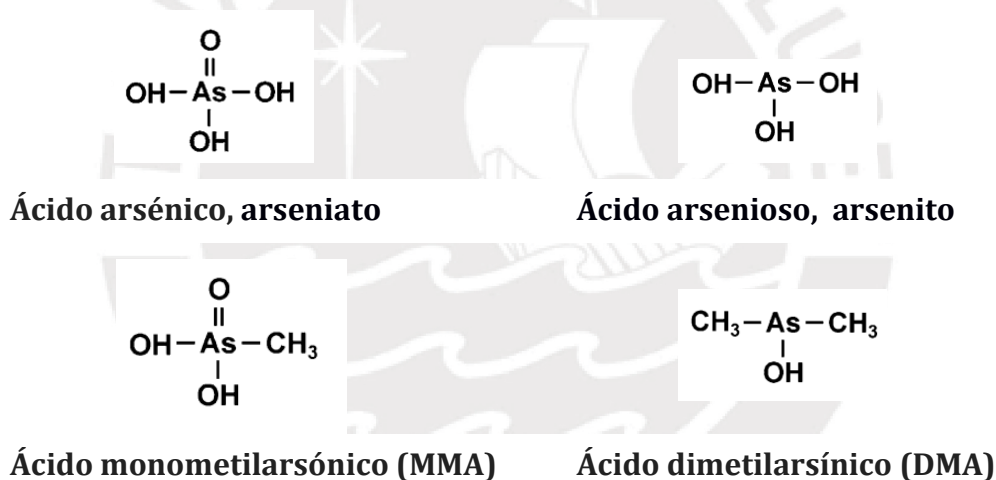 O
||
OH–As–OH
|
OH
OH–As–OH
|
OH
Ácido arsénico, arseniato
Ácido arsenioso, arsenito
O
||
OH–As–CH₃
|
OH
CH₃–As–CH₃
|
OH
Ácido monometilarsónico (MMA)
Ácido dimetilarsínico (DMA)